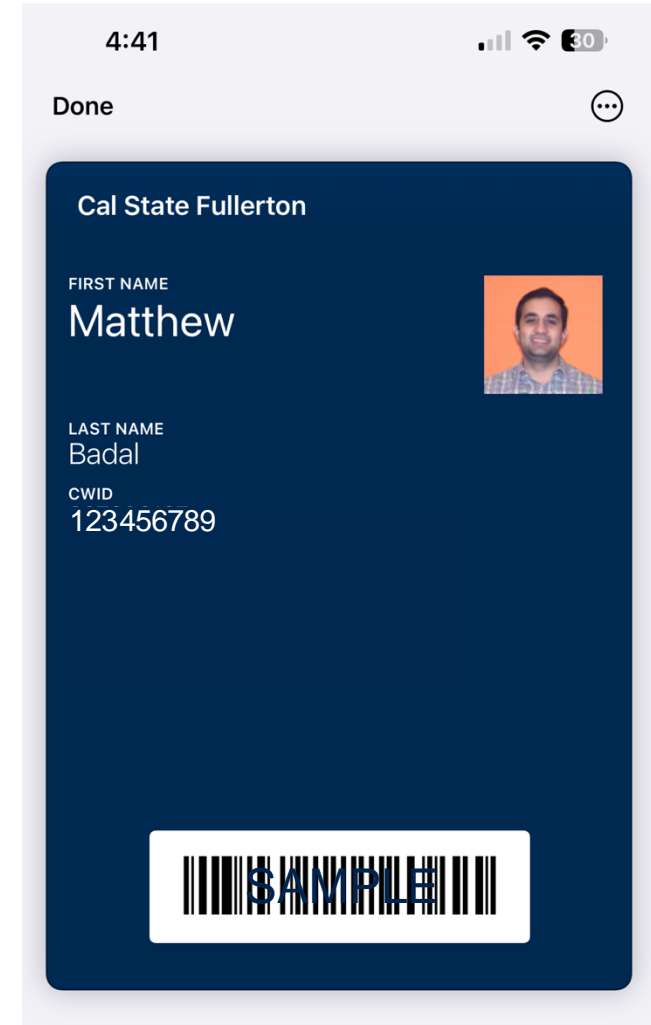 4:41
30
Done
Cal State Fullerton
FIRST NAME
Matthew
LAST NAME
Badal
CWID
123456789
SAMPLE